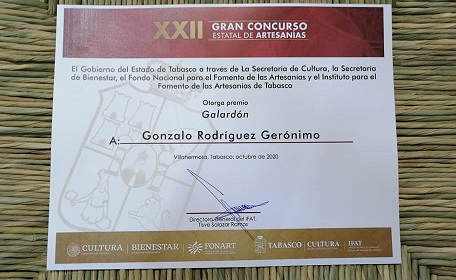 XXII GRAN CONCURSO
ESTATAL DE ARTESANÍAS
El Gobierno del Estado de Tabasco a través de La Secretaría de Cultura, la Secretaría
de Bienestar, el Fondo Nacional para el Fomento de las Artesanías y el Instituto para el
Fomento de las Artesanías de Tabasco
Otorga premio
Galardón
A: Gonzalo Rodríguez Gerónimo
Villahermosa, Tabasco; octubre de 2020
Directora General del IFAT.
Tisve Salazar Ramos
CULTURA BIENESTAR FONART TABASCO CULTURA IFAT